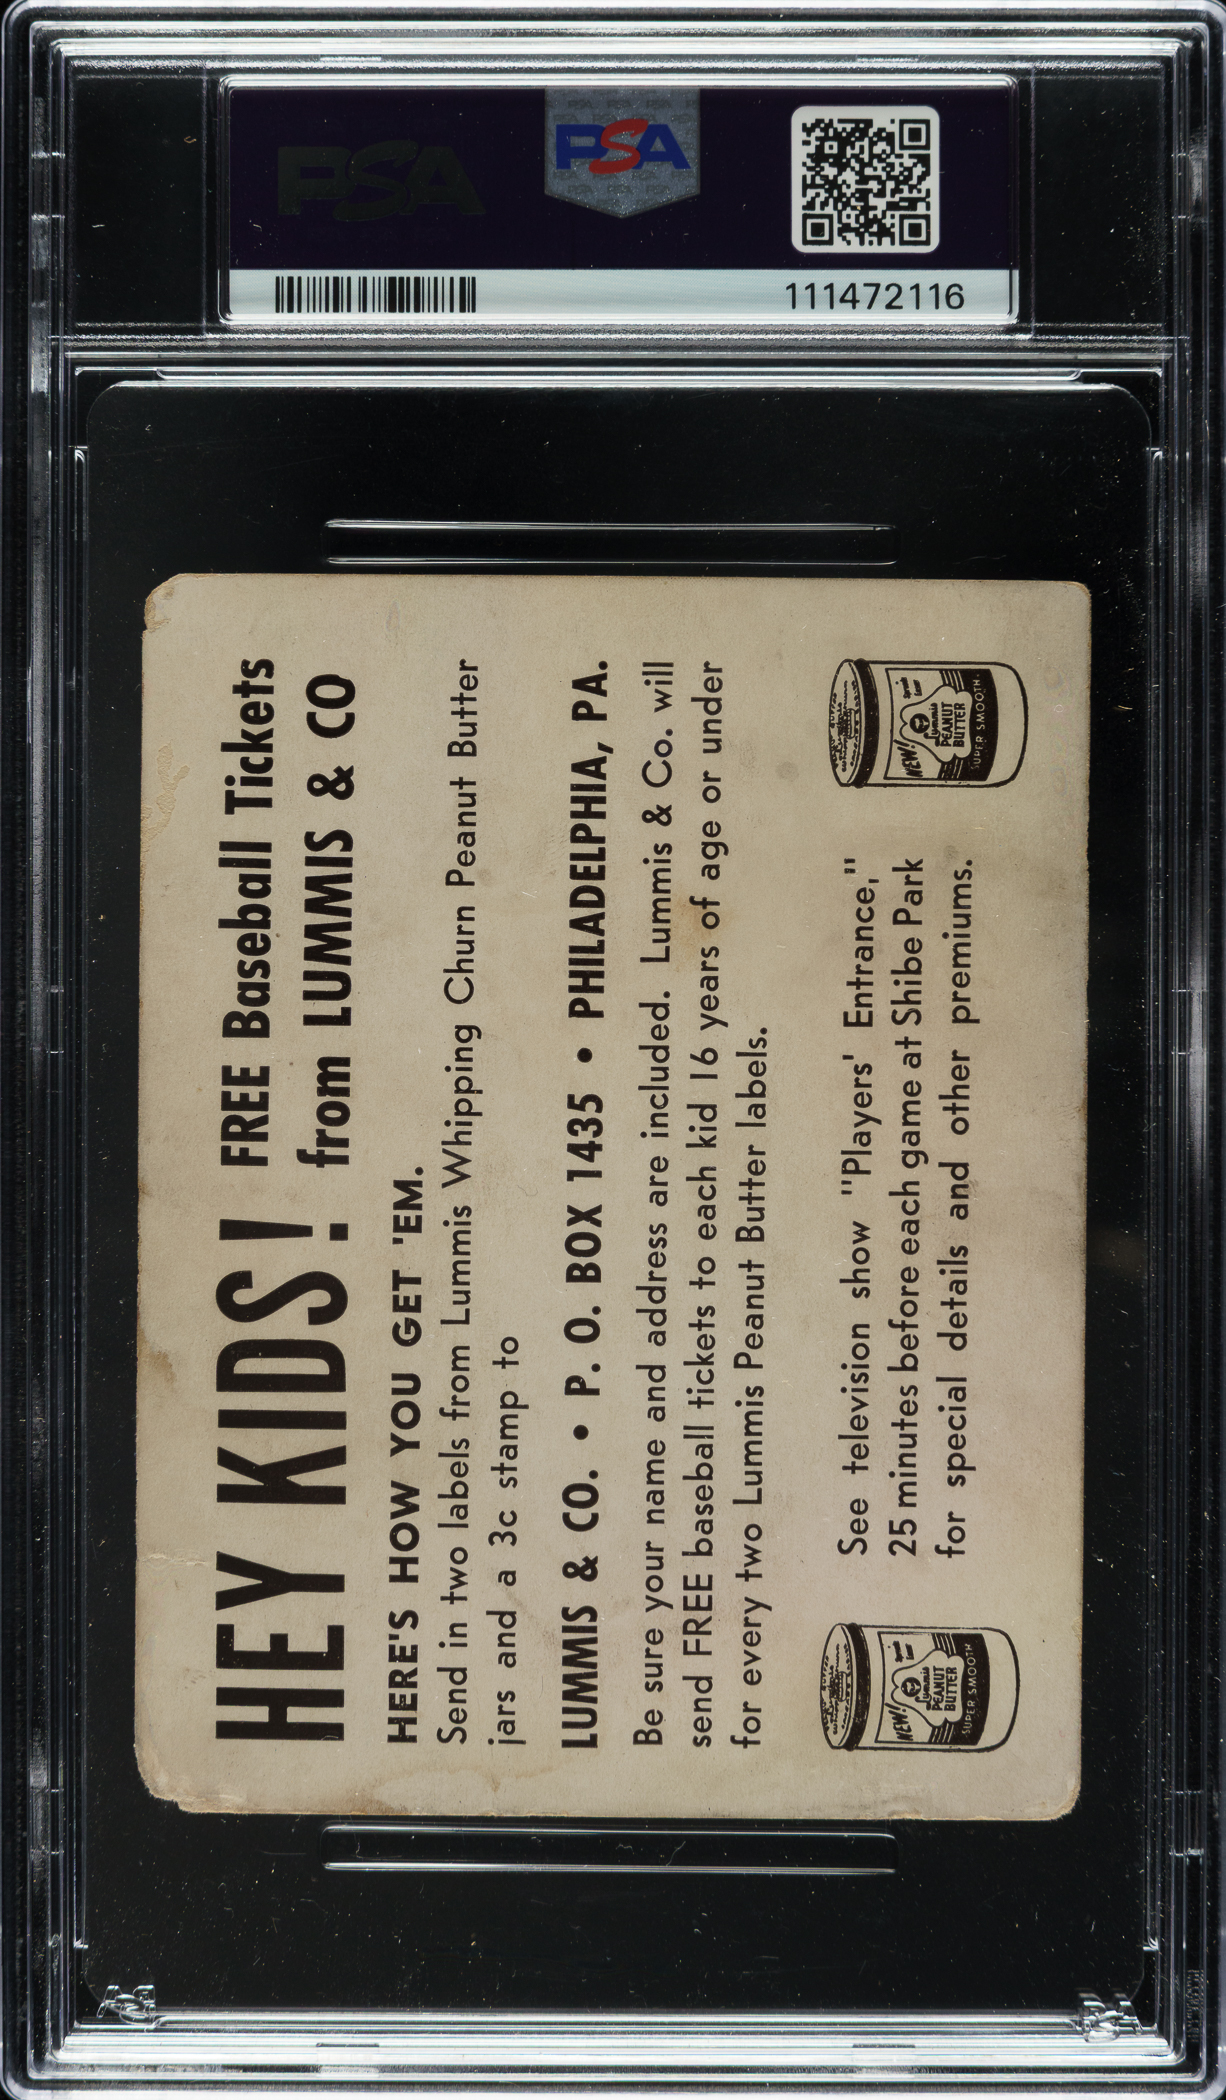 PSA
PSA
111472116
HEY KIDS! FREE Baseball Tickets
from LUMMIS & CO
HERE'S HOW YOU GET 'EM.
Send in two labels from Lummis Whipping Churn Peanut Butter
jars and a 3c stamp to
LUMMIS & CO. • P. O. BOX 1435 • PHILADELPHIA, PA.
Be sure your name and address are included. Lummis & Co. will
send FREE baseball tickets to each kid 16 years of age or under
for every two Lummis Peanut Butter labels.
See television show "Players' Entrance,"
25 minutes before each game at Shibe Park
for special details and other premiums.
NEW!
Lummis
PEANUT
BUTTER
SUPER SMOOTH
NEW!
Lummis
PEANUT
BUTTER
SUPER SMOOTH